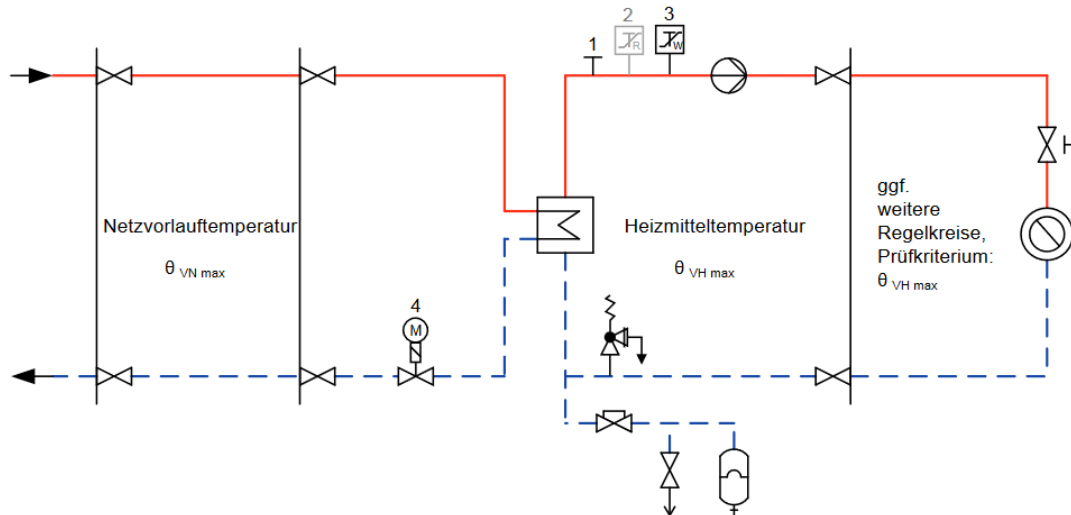 1
2
3
R
W
Netzvorlauftemperatur
θ VN max
Heizmitteltemperatur
θ VH max
ggf.
weitere
Regelkreise,
Prüfkriterium:
θ VH max
4
M